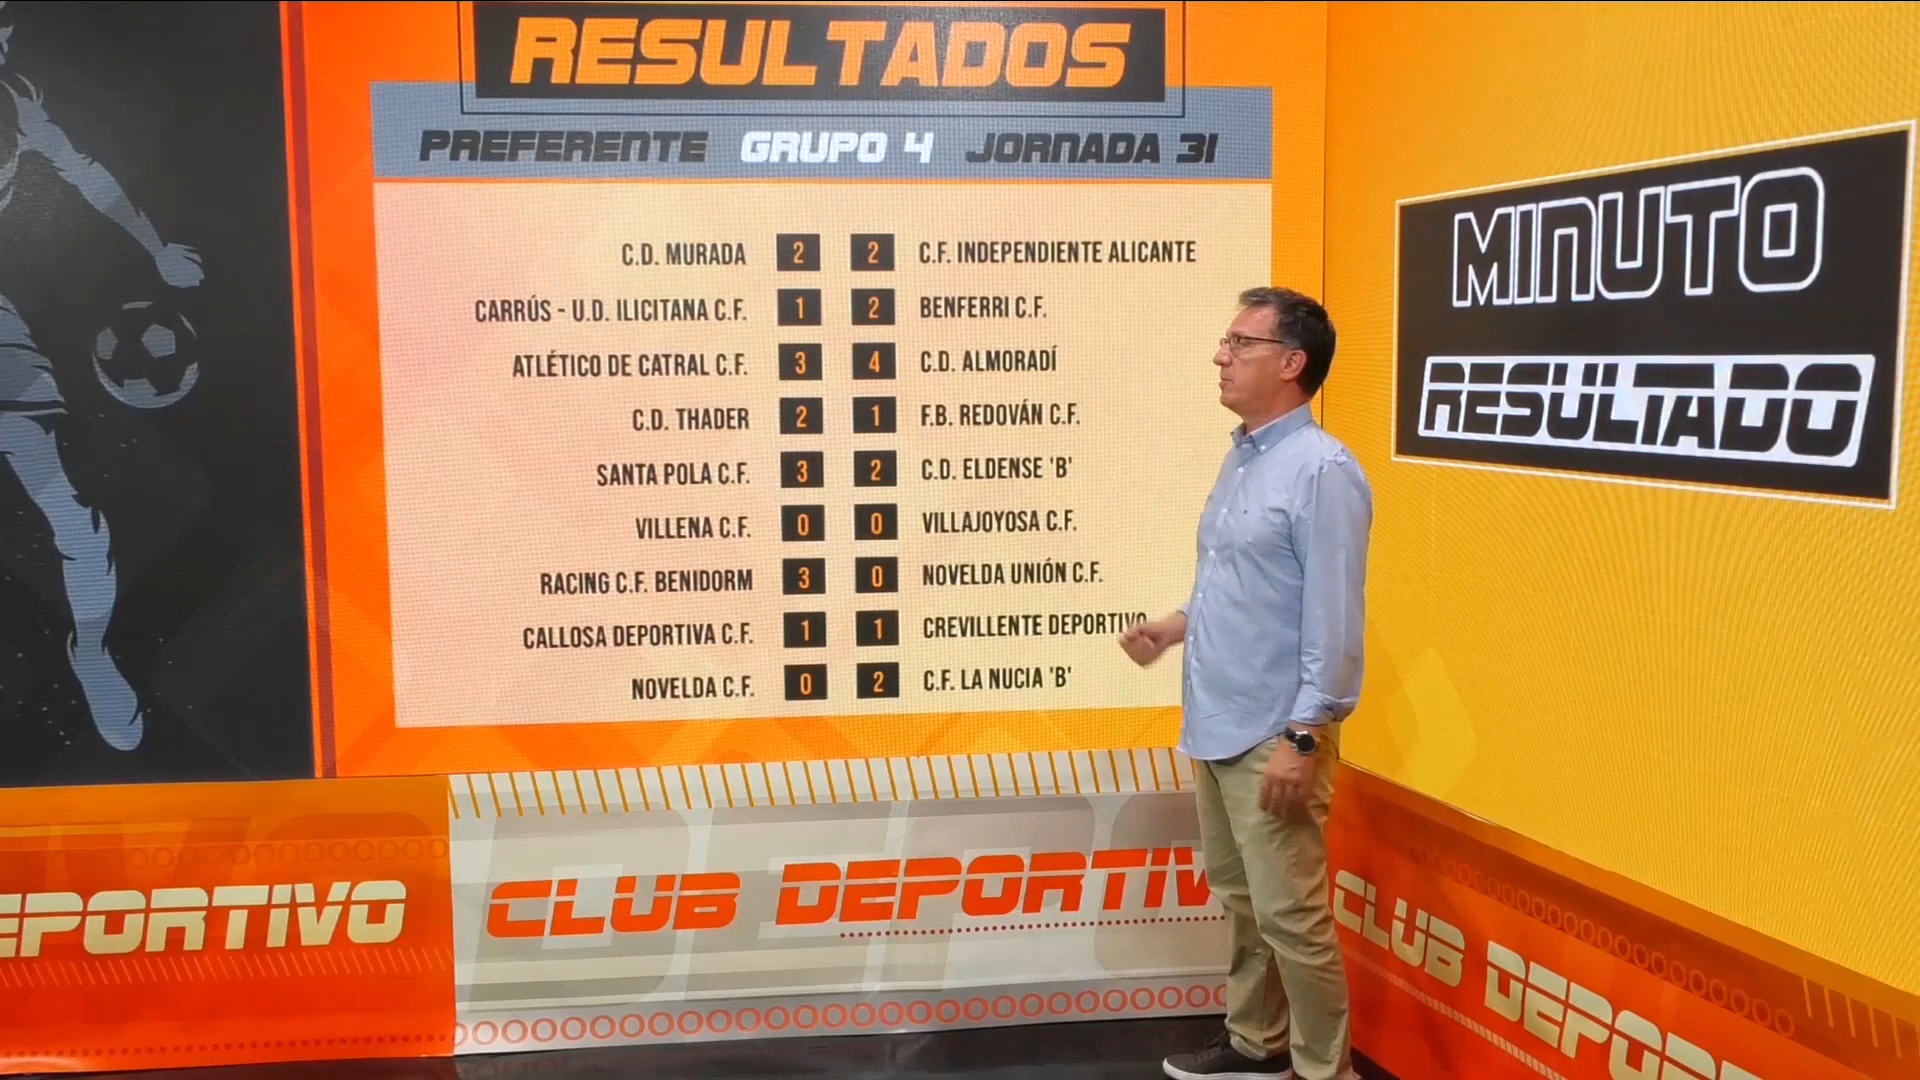 RESULTADOS
PREFERENTE GRUPO 4 JORNADA 31
C.D. MURADA 2 2 C.F. INDEPENDIENTE ALICANTE
CARRÚS - U.D. ILICITANA C.F. 1 2 BENFERRI C.F.
ATLÉTICO DE CATRAL C.F. 3 4 C.D. ALMORADÍ
C.D. THADER 2 1 F.B. REDOVÁN C.F.
SANTA POLA C.F. 3 2 C.D. ELDENSE 'B'
VILLENA C.F. 0 0 VILLAJOYOSA C.F.
RACING C.F. BENIDORM 3 0 NOVELDA UNIÓN C.F.
CALLOSA DEPORTIVA C.F. 1 1 CREVILLENTE DEPORTIVO
NOVELDA C.F. 0 2 C.F. LA NUCIA 'B'
MINUTO
RESULTADO
EPORTIVO
CLUB DEPORTIV
CLUB DEPOR